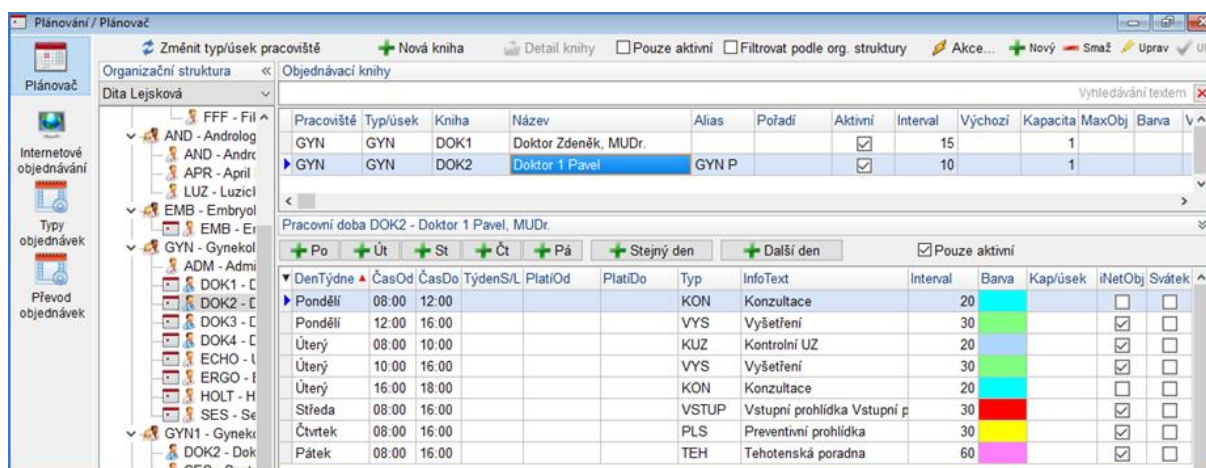 Plánování / Plánovač
Změnit typ/úsek pracoviště Nová kniha Detail knihy Pouze aktivní Filtrovat podle org. struktury Akce... Nový Smaž Uprav
Plánovač
Internetové objednávání
Typy objednávek
Převod objednávek
Organizační struktura «
Dita Lejsková
FFF - Fil
AND - Androlog
AND - Andro
APR - April
LUZ - Luzick
EMB - Embryol
EMB - Em
GYN - Gynekol
ADM - Admi
DOK1 - D
DOK2 - D
DOK3 - D
DOK4 - D
ECHO - U
ERGO - E
HOLT - H
SES - Se
GYN1 - Gyneko
DOK2 - Dok
Objednávací knihy
Vyhledávání textem
Pracoviště Typ/úsek Kniha Název Alias Pořadí Aktivní Interval Výchozí Kapacita MaxObj Barva V
GYN GYN DOK1 Doktor Zdeněk, MUDr. 15 1
GYN GYN DOK2 Doktor 1 Pavel GYN P 10 1
Pracovní doba DOK2 - Doktor 1 Pavel, MUDr.
Po Út St Čt Pá Stejný den Další den Pouze aktivní
DenTýdne ČasOd ČasDo TýdenS/L PlatiOd PlatiDo Typ InfoText Interval Barva Kap/úsek iNetObj Svátek
Pondělí 08:00 12:00 KON Konzultace 20
Pondělí 12:00 16:00 VYS Vyšetření 30
Úterý 08:00 10:00 KUZ Kontrolní UZ 20
Úterý 10:00 16:00 VYS Vyšetření 30
Úterý 16:00 18:00 KON Konzultace 20
Středa 08:00 16:00 VSTUP Vstupní prohlídka Vstupní p 30
Čtvrtek 08:00 16:00 PLS Preventivní prohlídka 30
Pátek 08:00 16:00 TEH Tehotenská poradna 60